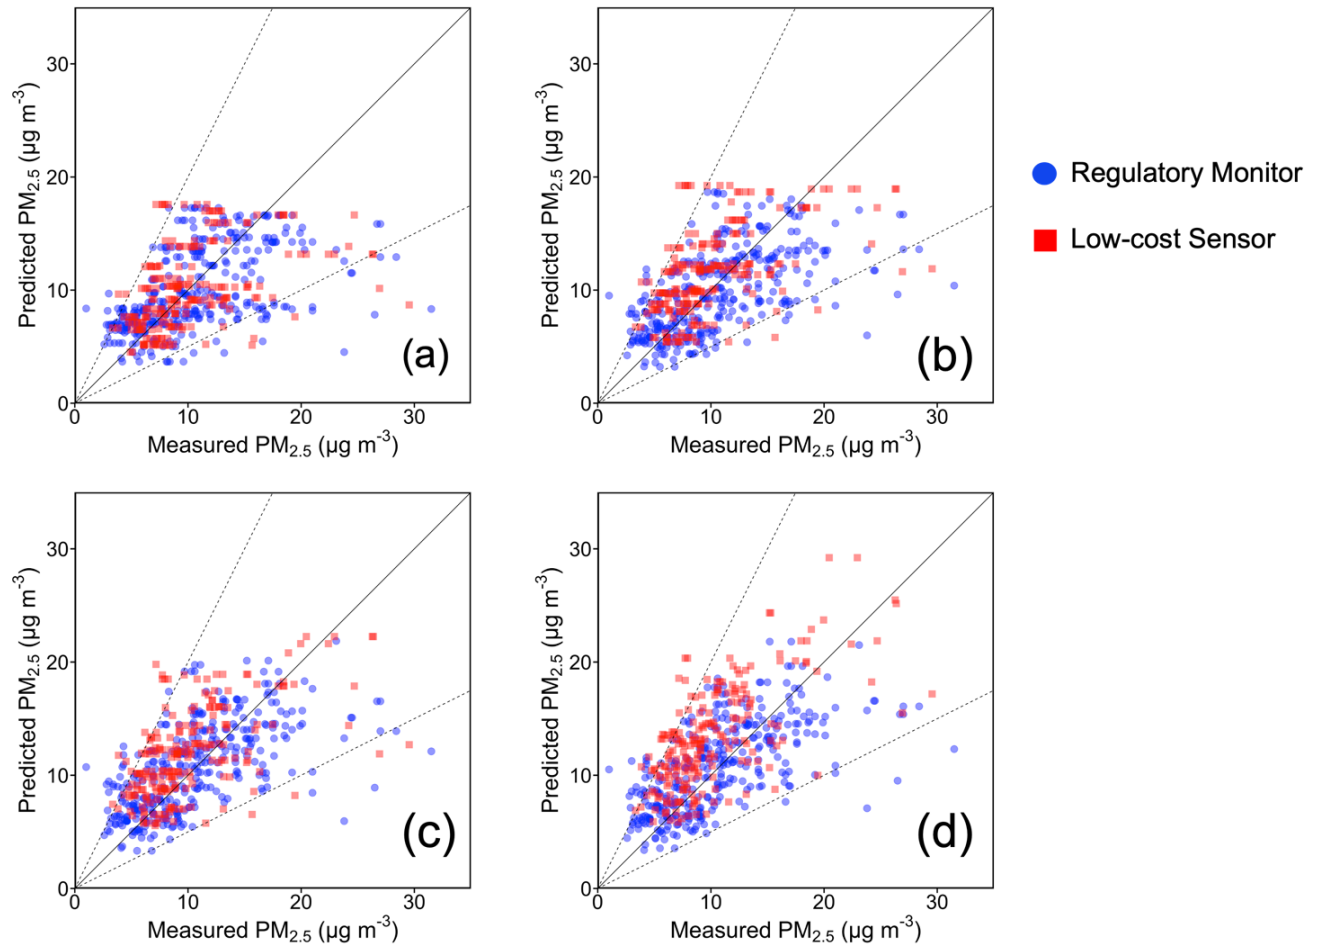 30
20
10
0
0 10 20 30
Predicted PM2.5 (µg m-3)
Measured PM2.5 (µg m-3)
(a)
30
20
10
0
0 10 20 30
Predicted PM2.5 (µg m-3)
Measured PM2.5 (µg m-3)
(b)
Regulatory Monitor
Low-cost Sensor
30
20
10
0
0 10 20 30
Predicted PM2.5 (µg m-3)
Measured PM2.5 (µg m-3)
(c)
30
20
10
0
0 10 20 30
Predicted PM2.5 (µg m-3)
Measured PM2.5 (µg m-3)
(d)